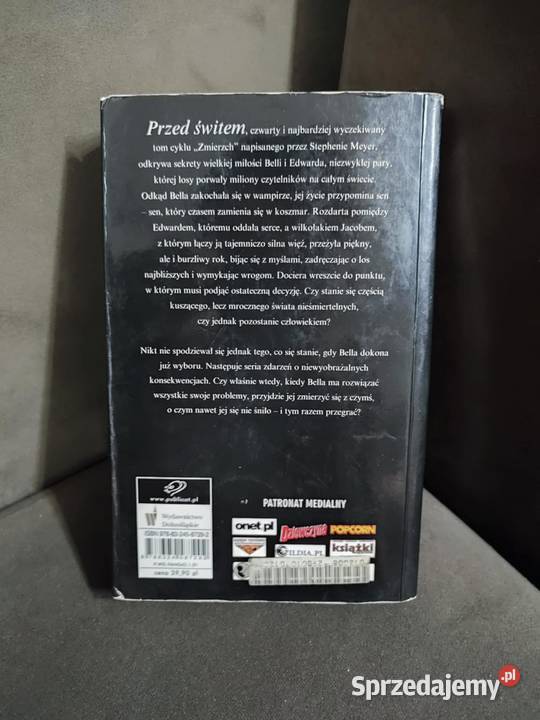 Przed świtem, czwarty i najbardziej wyczekiwany
tom cyklu „Zmierzch” napisanego przez Stephenie Meyer,
odkrywa sekrety wielkiej miłości Belli i Edwarda, niezwykłej pary,
której losy porwały miliony czytelników na całym świecie.
Odkąd Bella zakochała się w wampirze, jej życie przypomina sen
– sen, który czasem zamienia się w koszmar. Rozdarta pomiędzy
Edwardem, któremu oddała serce, a wilkołakiem Jacobem,
z którym łączy ją tajemniczo silna więź, przeżyła piękny,
ale i burzliwy rok, bijąc się z myślami, zadręczając o los
najbliższych i wymykając wrogom. Dociera wreszcie do punktu,
w którym musi podjąć ostateczną decyzję. Czy stanie się częścią
kuszącego, lecz mrocznego świata nieśmiertelnych,
czy jednak pozostanie człowiekiem?
Nikt nie spodziewał się jednak tego, co się stanie, gdy Bella dokona
już wyboru. Następuje seria zdarzeń o niewyobrażalnych
konsekwencjach. Czy właśnie wtedy, kiedy Bella ma rozwiązać
wszystkie swoje problemy, przyjdzie jej zmierzyć się z czymś,
o czym nawet jej się nie śniło – i tym razem przegrać?
www.publicat.pl
Wydawnictwo
Dolnośląskie
cena: 39,90 zł
PATRONAT MEDIALNY
onet.pl
Dziewczyna
POPCORN
GILDIA.PL
książki
Sprzedajemy.pl